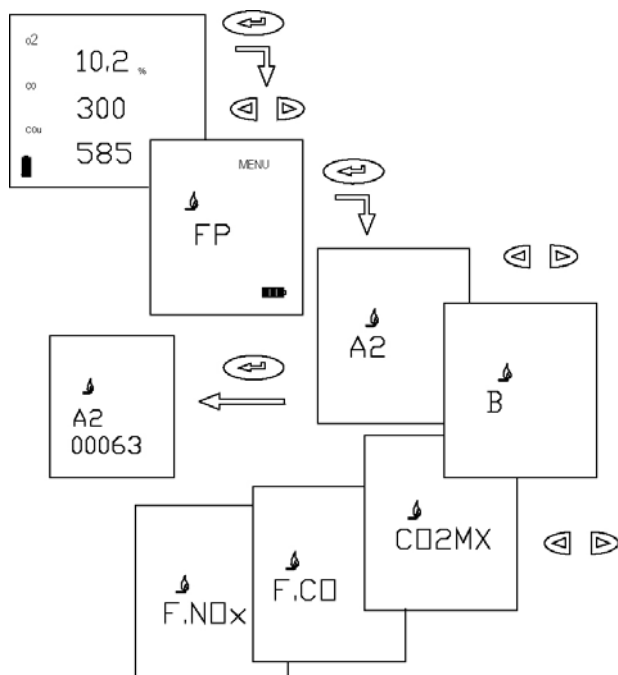 o2
10,2 %
co
300
COu
585
MENU
FP
A2
B
A2
00063
CO2MX
F.CO
F.NOx